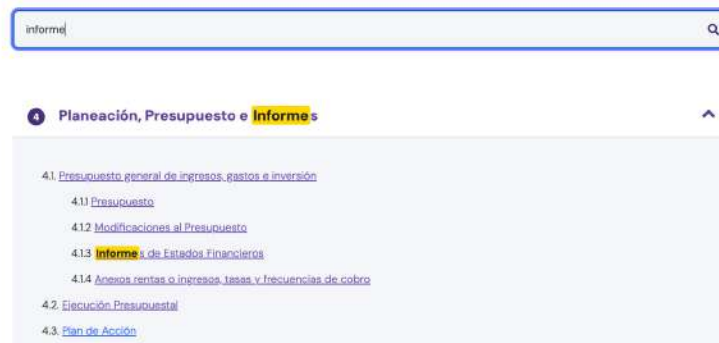 informe
4 Planeación, Presupuesto e Informes
4.1. Presupuesto general de ingresos, gastos e inversión
4.1.1 Presupuesto
4.1.2 Modificaciones al Presupuesto
4.1.3 Informes de Estados Financieros
4.1.4 Anexos rentas o ingresos, tasas y frecuencias de cobro
4.2. Ejecución Presupuestal
4.3. Plan de Acción